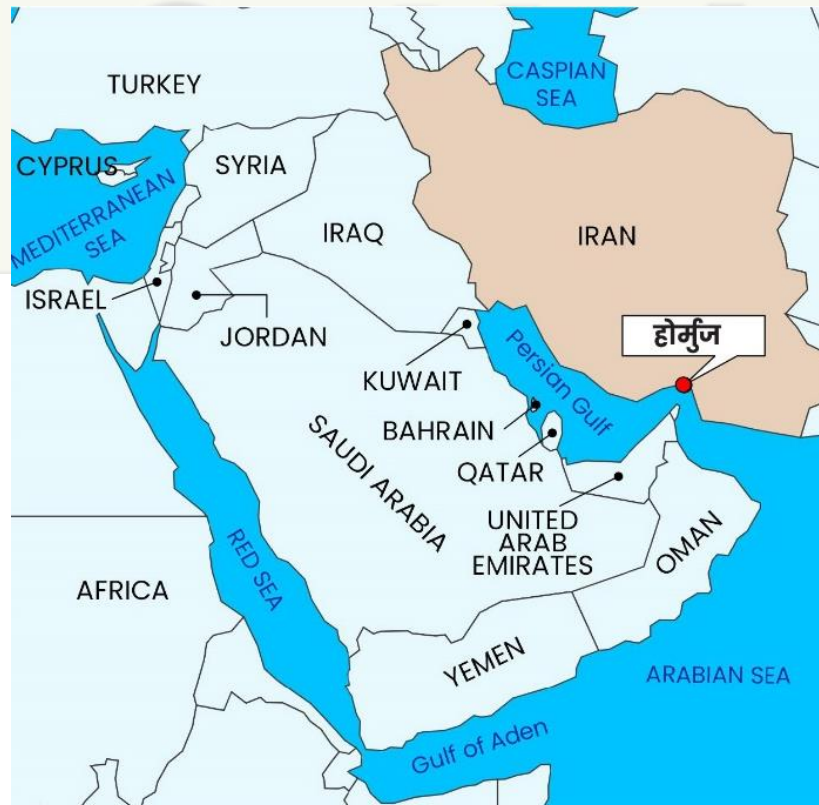 CASPIAN
SEA
TURKEY
CYPRUS
SYRIA
MEDITERRANEAN
SEA
IRAQ
IRAN
ISRAEL
JORDAN
होर्मुज
KUWAIT
Persian Gulf
BAHRAIN
SAUDI ARABIA
QATAR
UNITED
ARAB
EMIRATES
OMAN
RED SEA
AFRICA
YEMEN
ARABIAN SEA
Gulf of Aden